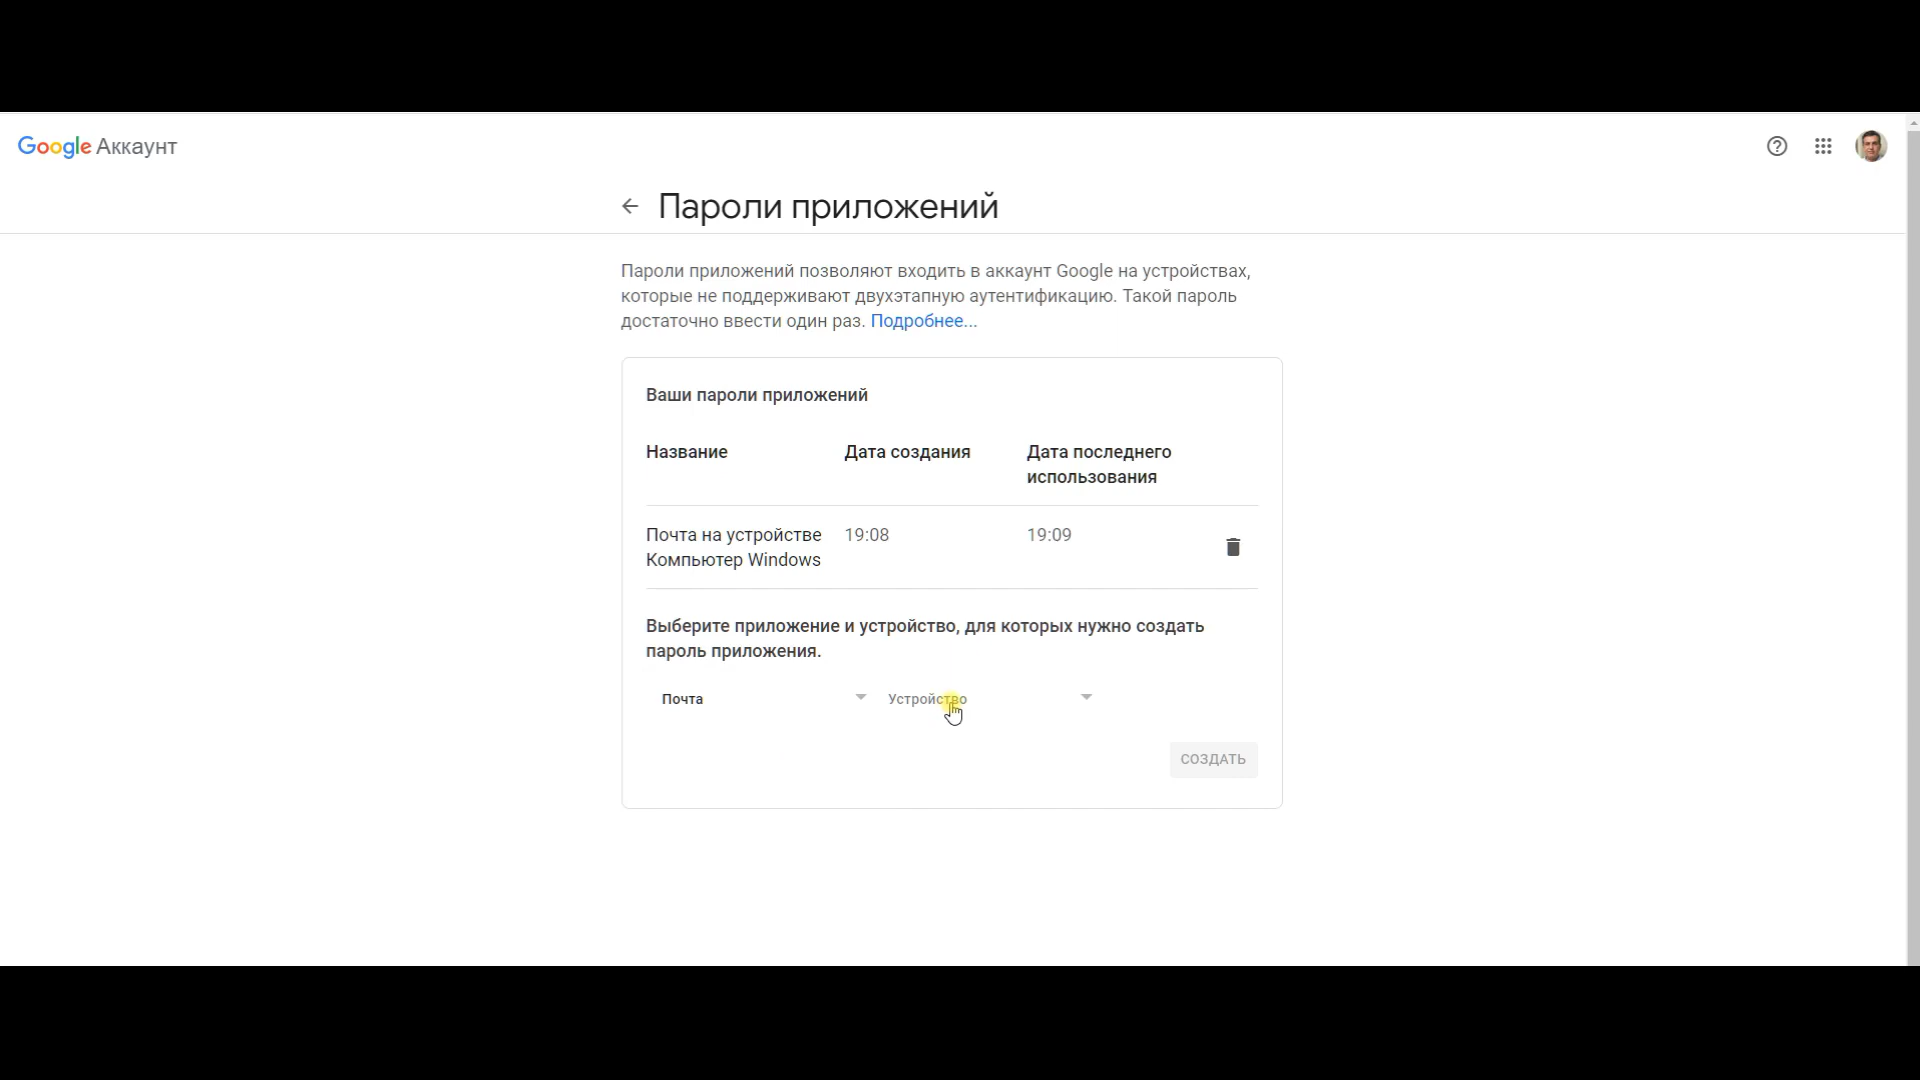 Google Аккаунт
Пароли приложений
Пароли приложений позволяют входить в аккаунт Google на устройствах,
которые не поддерживают двухэтапную аутентификацию. Такой пароль
достаточно ввести один раз. Подробнее...
Ваши пароли приложений
Название Дата создания Дата последнего
использования
Почта на устройстве 19:08 19:09
Компьютер Windows
Выберите приложение и устройство, для которых нужно создать
пароль приложения.
Почта Устройство
СОЗДАТЬ